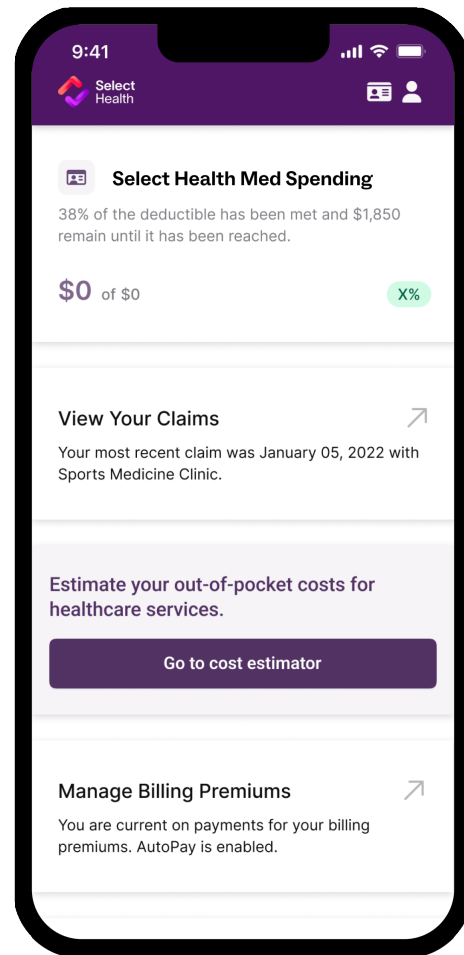 9:41
Select
Health
Select Health Med Spending
38% of the deductible has been met and $1,850
remain until it has been reached.
$0 of $0
X%
View Your Claims
Your most recent claim was January 05, 2022 with
Sports Medicine Clinic.
Estimate your out-of-pocket costs for
healthcare services.
Go to cost estimator
Manage Billing Premiums
You are current on payments for your billing
premiums. AutoPay is enabled.